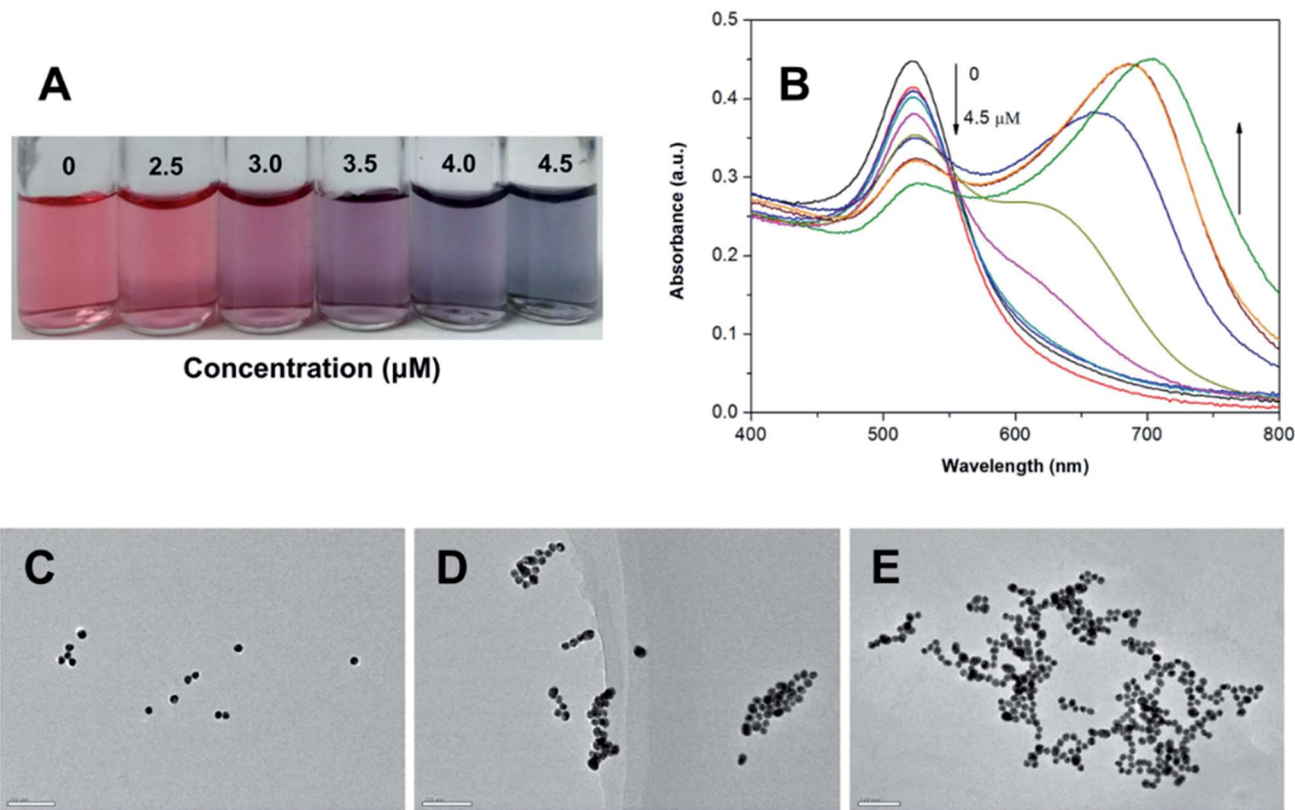 A
0 2.5 3.0 3.5 4.0 4.5
Concentration (µM)
B
0
4.5 µM
0.5
0.4
0.3
0.2
0.1
0.0
Absorbance (a.u.)
400 500 600 700 800
Wavelength (nm)
C
D
E